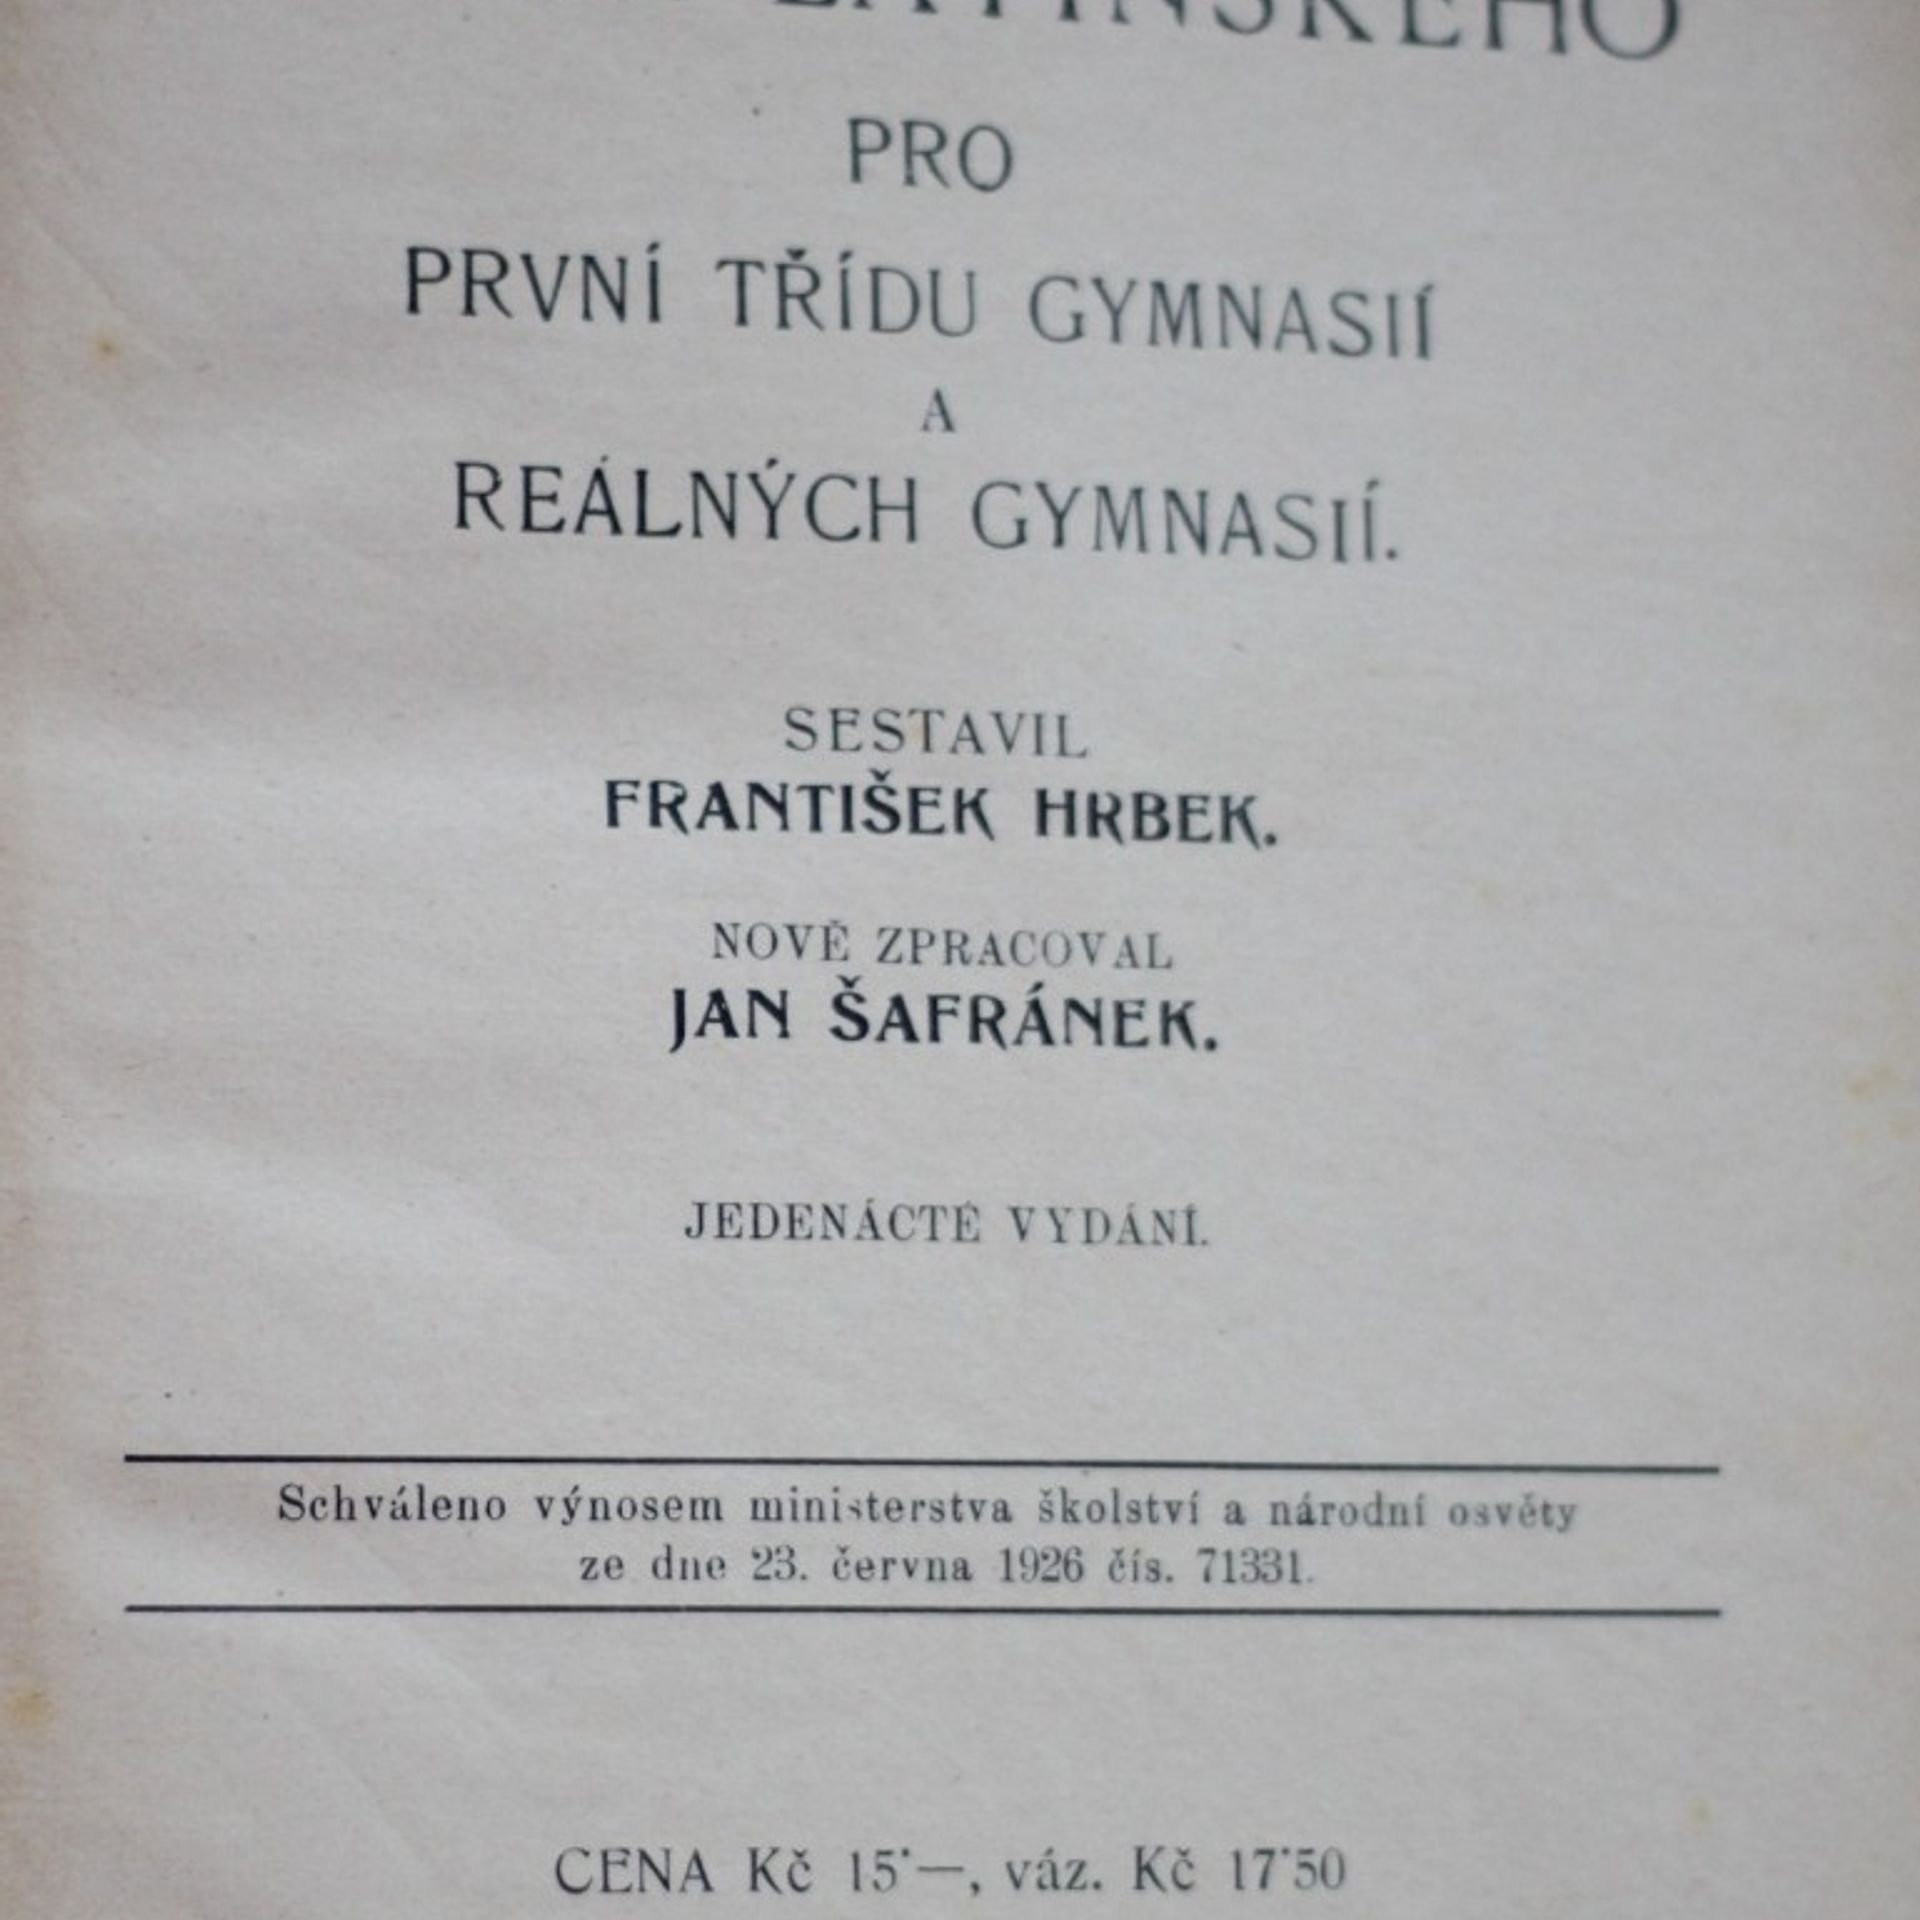 LATINSKÉHO
PRO
PRVNÍ TŘÍDU GYMNASIÍ
A
REÁLNÝCH GYMNASIÍ.
SESTAVIL
FRANTIŠEK HRBEK.
NOVĚ ZPRACOVAL
JAN ŠAFRÁNEK.
JEDENÁCTÉ VYDÁNÍ.
Schváleno výnosem ministerstva školství a národní osvěty
ze dne 23. června 1926 čís. 71331.
CENA Kč 15·—, váz. Kč 17·50